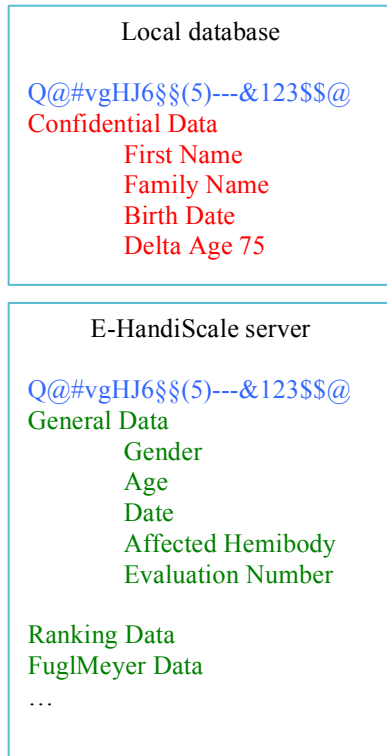 Local database
Q@#vgHJ6§§(5)---&123$$@
Confidential Data
First Name
Family Name
Birth Date
Delta Age 75
E-HandiScale server
Q@#vgHJ6§§(5)---&123$$@
General Data
Gender
Age
Date
Affected Hemibody
Evaluation Number
Ranking Data
FuglMeyer Data
…